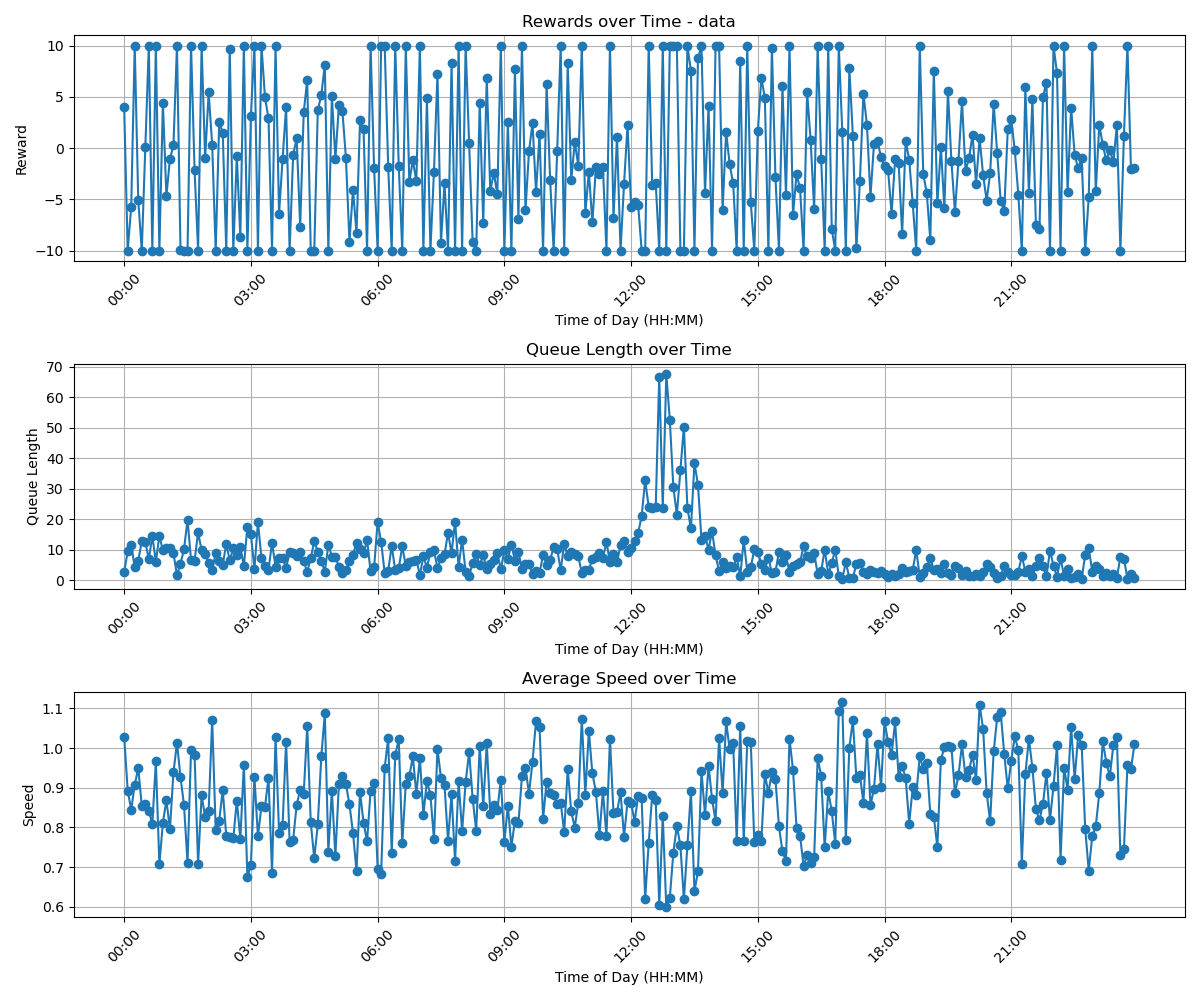 Rewards over Time - data
10
5
0
−5
−10
Reward
00:00 03:00 06:00 09:00 12:00 15:00 18:00 21:00
Time of Day (HH:MM)
Queue Length over Time
70
60
50
40
30
20
10
0
Queue Length
00:00 03:00 06:00 09:00 12:00 15:00 18:00 21:00
Time of Day (HH:MM)
Average Speed over Time
1.1
1.0
0.9
0.8
0.7
0.6
Speed
00:00 03:00 06:00 09:00 12:00 15:00 18:00 21:00
Time of Day (HH:MM)